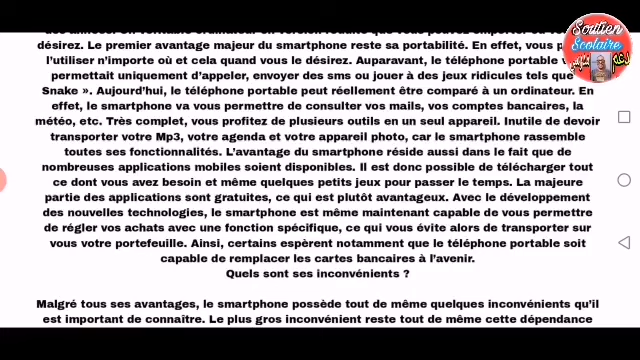 désirez. Le premier avantage majeur du smartphone reste sa portabilité. En effet, vous p
l'utiliser n'importe où et cela quand vous le désirez. Auparavant, le téléphone portable
permettait uniquement d'appeler, envoyer des sms ou jouer à des jeux ridicules tels que
Snake ». Aujourd'hui, le téléphone portable peut réellement être comparé à un ordinateur. En
effet, le smartphone va vous permettre de consulter vos mails, vos comptes bancaires, la
météo, etc. Très complet, vous profitez de plusieurs outils en un seul appareil. Inutile de devoir
transporter votre Mp3, votre agenda et votre appareil photo, car le smartphone rassemble
toutes ses fonctionnalités. L'avantage du smartphone réside aussi dans le fait que de
nombreuses applications mobiles soient disponibles. Il est donc possible de télécharger tout
ce dont vous avez besoin et même quelques petits jeux pour passer le temps. La majeure
partie des applications sont gratuites, ce qui est plutôt avantageux. Avec le développement
des nouvelles technologies, le smartphone est même maintenant capable de vous permettre
de régler vos achats avec une fonction spécifique, ce qui vous évite alors de transporter sur
vous votre portefeuille. Ainsi, certains espèrent notamment que le téléphone portable soit
capable de remplacer les cartes bancaires à l'avenir.
Quels sont ses inconvénients ?
Malgré tous ses avantages, le smartphone possède tout de même quelques inconvénients qu'il
est important de connaître. Le plus gros inconvénient reste tout de même cette dépendance
Soutien
Scolaire